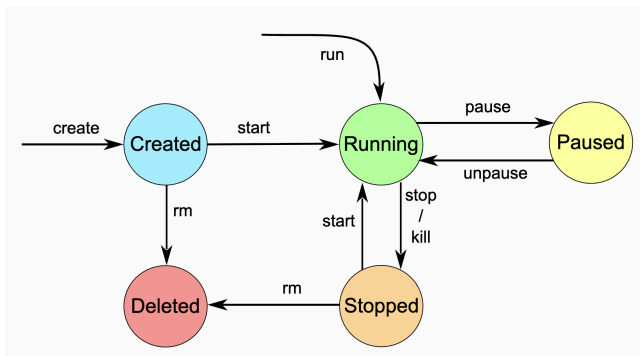 run
create
Created
start
Running
pause
Paused
unpause
rm
start
stop
/
kill
Deleted
rm
Stopped